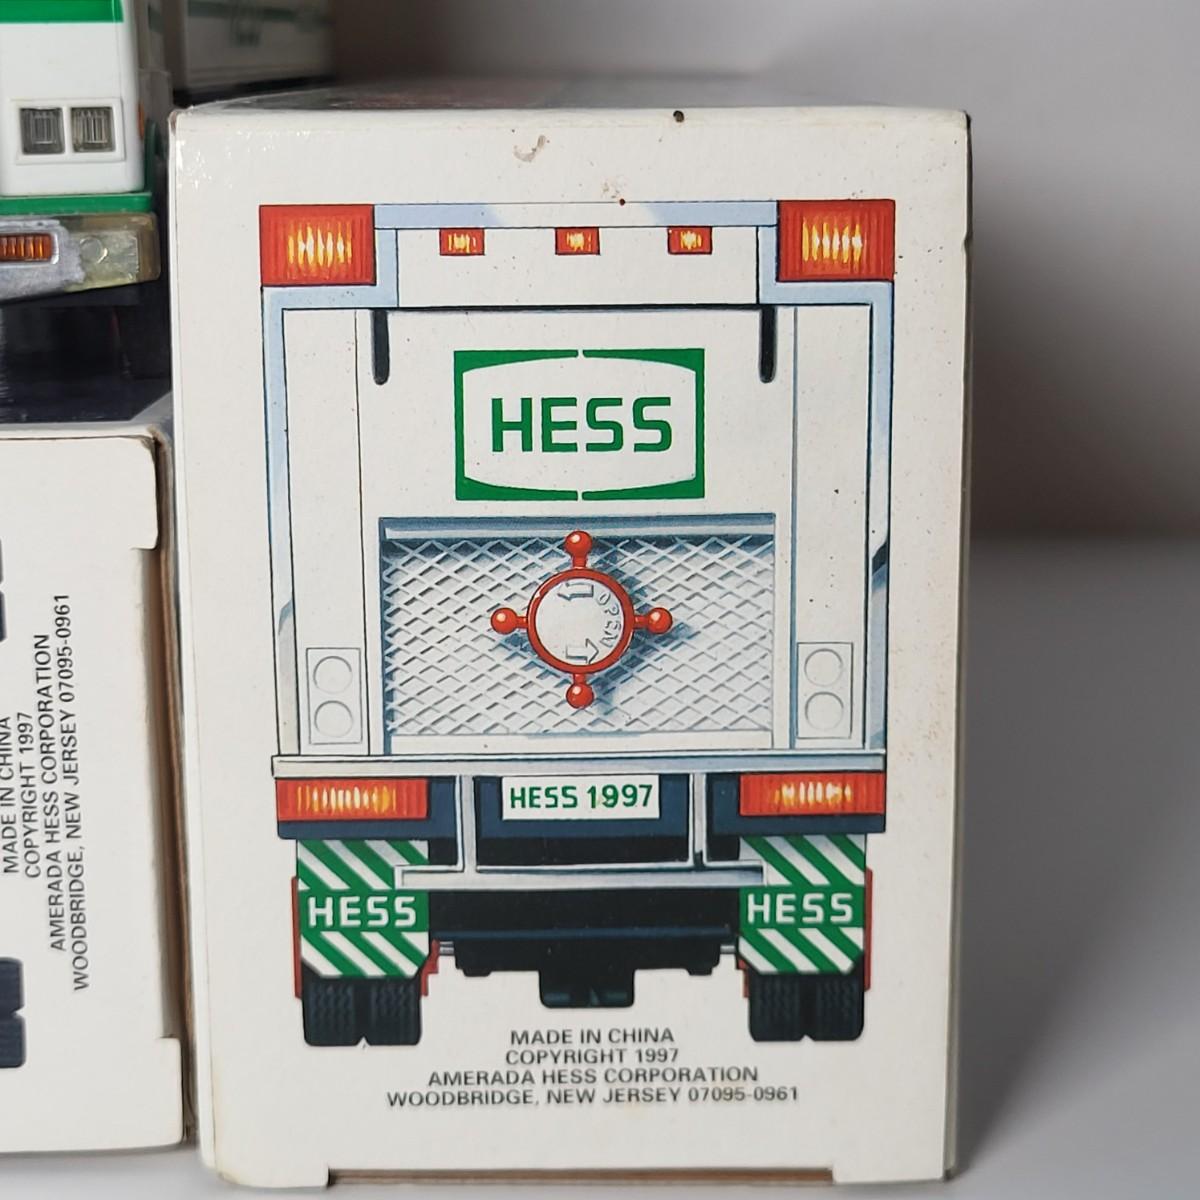 HESS
OPEN
HESS 1997
HESS
HESS
MADE IN CHINA
COPYRIGHT 1997
AMERADA HESS CORPORATION
WOODBRIDGE, NEW JERSEY 07095-0961
MADE IN CHINA
COPYRIGHT 1997
AMERADA HESS CORPORATION
WOODBRIDGE, NEW JERSEY 07095-0961